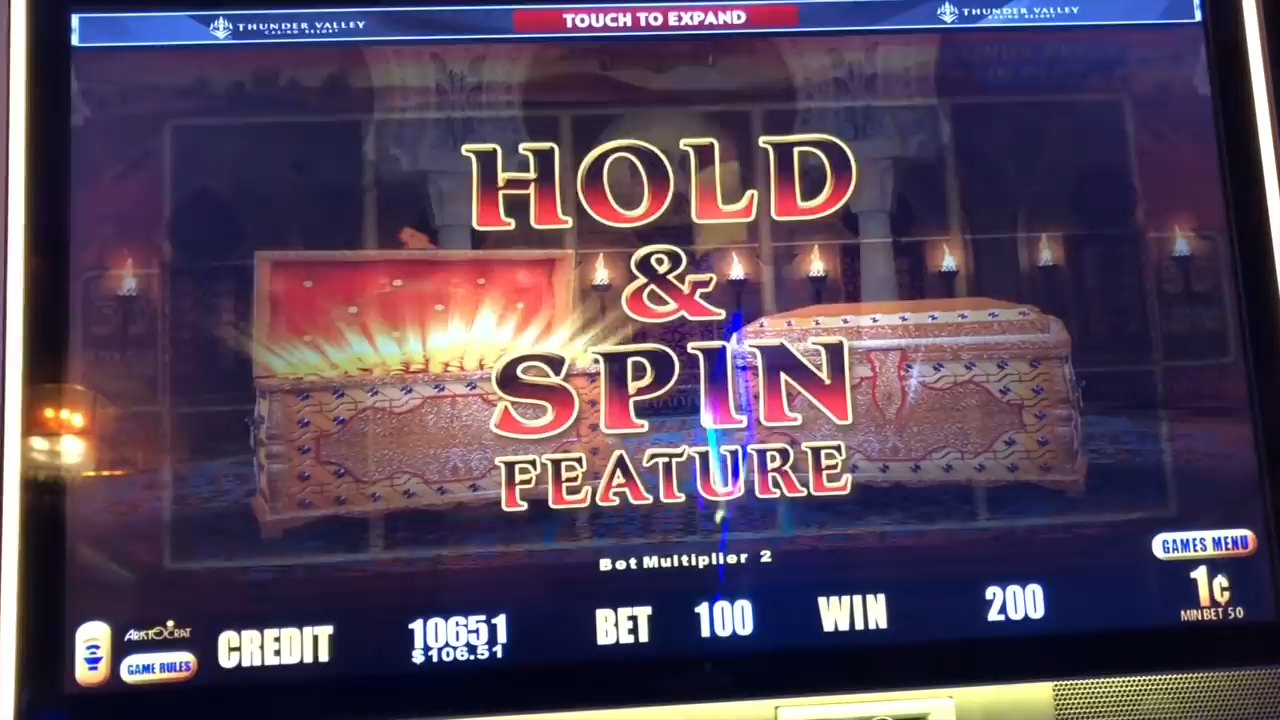 THUNDER VALLEY
CASINO RESORT
TOUCH TO EXPAND
THUNDER VALLEY
CASINO RESORT
HOLD
&
SPIN
FEATURE
Bet Multiplier 2
GAMES MENU
1¢
MIN BET 50
ARISTOCRAT
GAME RULES
CREDIT
10651
$106.51
BET 100
WIN 200